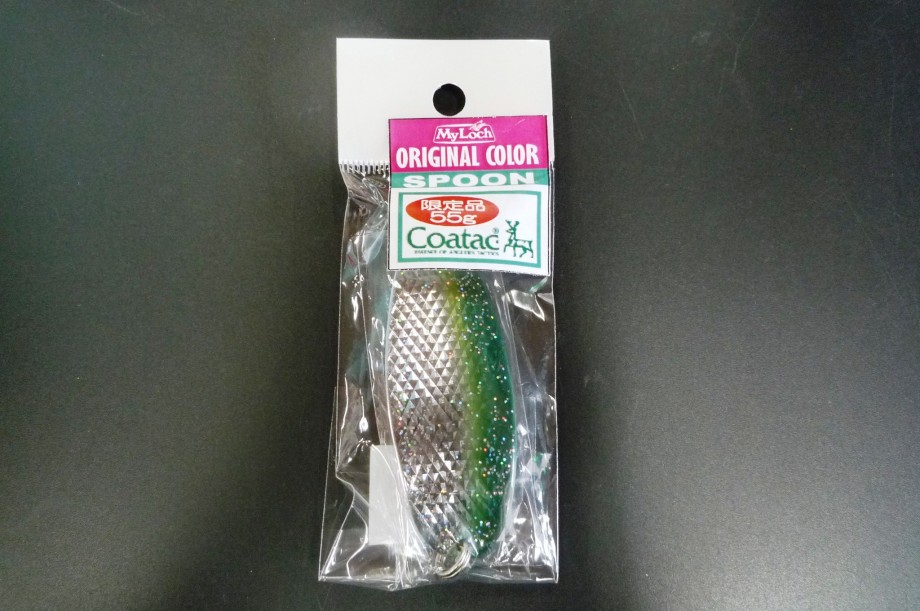 MyLoch
ORIGINAL COLOR
SPOON
限定品
55g
Coatac®